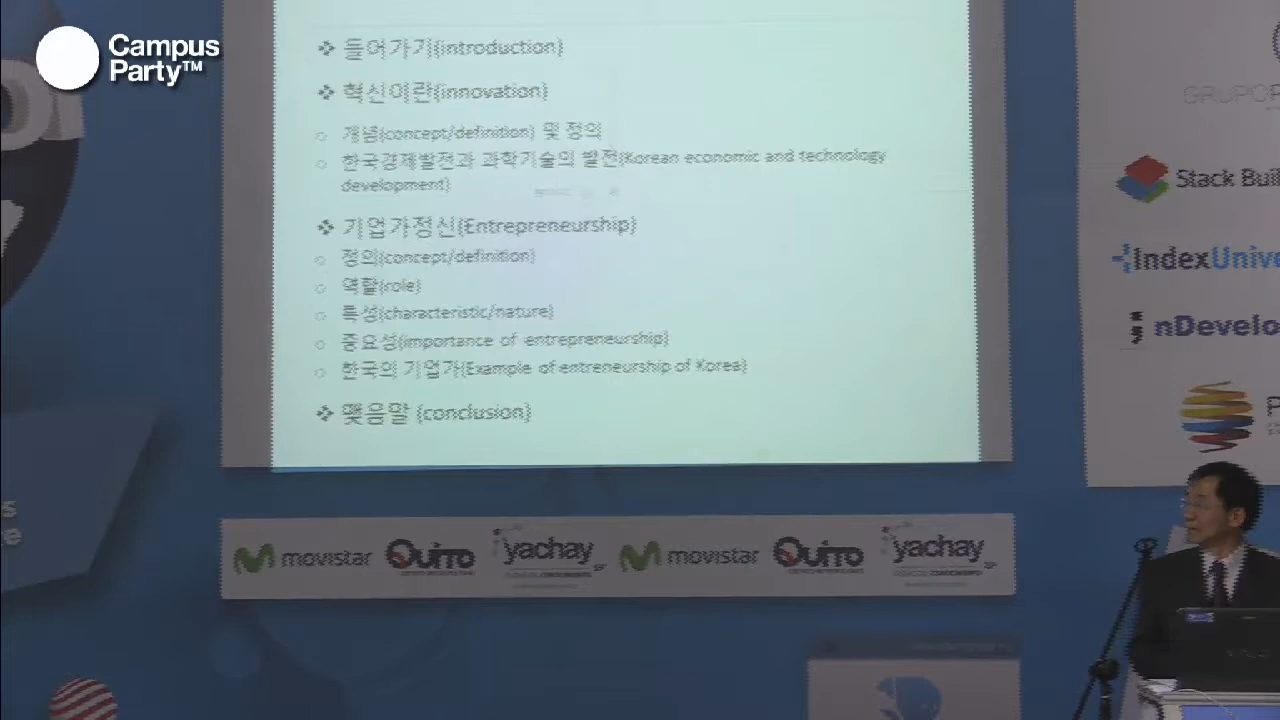 Campus
Party™
❖ 들어가기(introduction)
❖ 혁신이란(innovation)
○ 개념(concept/definition) 및 정의
○ 한국경제발전과 과학기술의 발전(Korean economic and technology
development)
❖ 기업가정신(Entrepreneurship)
○ 정의(concept/definition)
○ 역할(role)
○ 특성(characteristic/nature)
○ 중요성(importance of entrepreneurship)
○ 한국의 기업가(Example of entreneurship of Korea)
❖ 맺음말 (conclusion)
GRUPO
Stack Buil
IndexUnive
nDevelo
movistar QUITO yachay movistar QUITO yachay